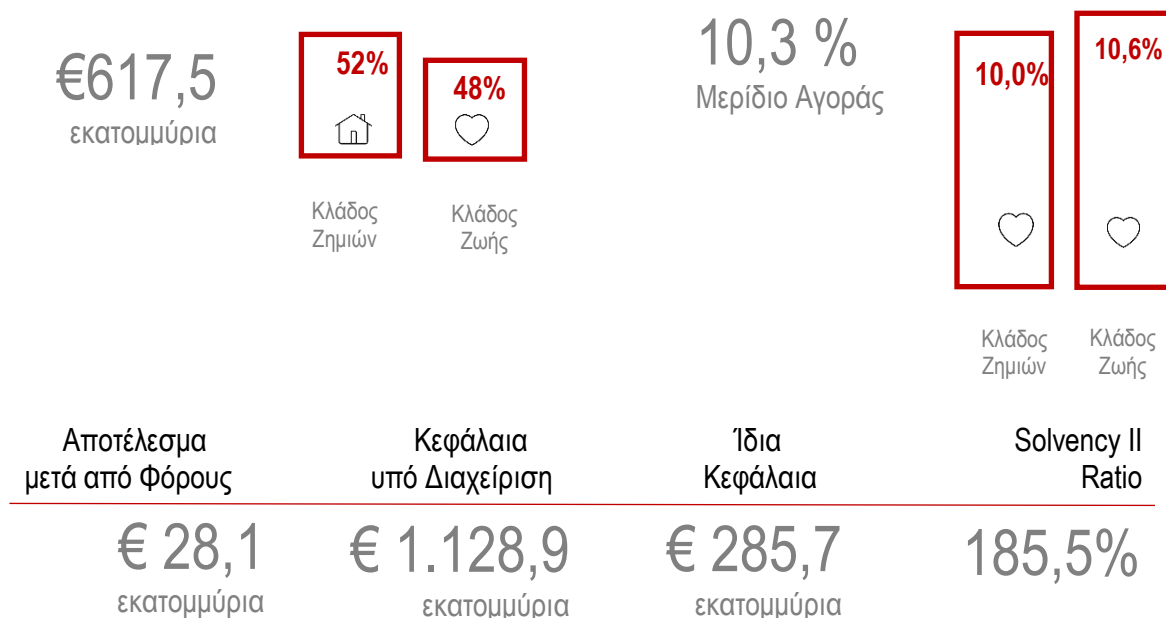 €617,5
εκατομμύρια
52%
48%
Κλάδος
Ζημιών
Κλάδος
Ζωής
10,3 %
Μερίδιο Αγοράς
10,0%
10,6%
Κλάδος
Ζημιών
Κλάδος
Ζωής
Αποτέλεσμα
μετά από Φόρους
Κεφάλαια
υπό Διαχείριση
Ίδια
Κεφάλαια
Solvency II
Ratio
€ 28,1
εκατομμύρια
€ 1.128,9
εκατομμύρια
€ 285,7
εκατομμύρια
185,5%